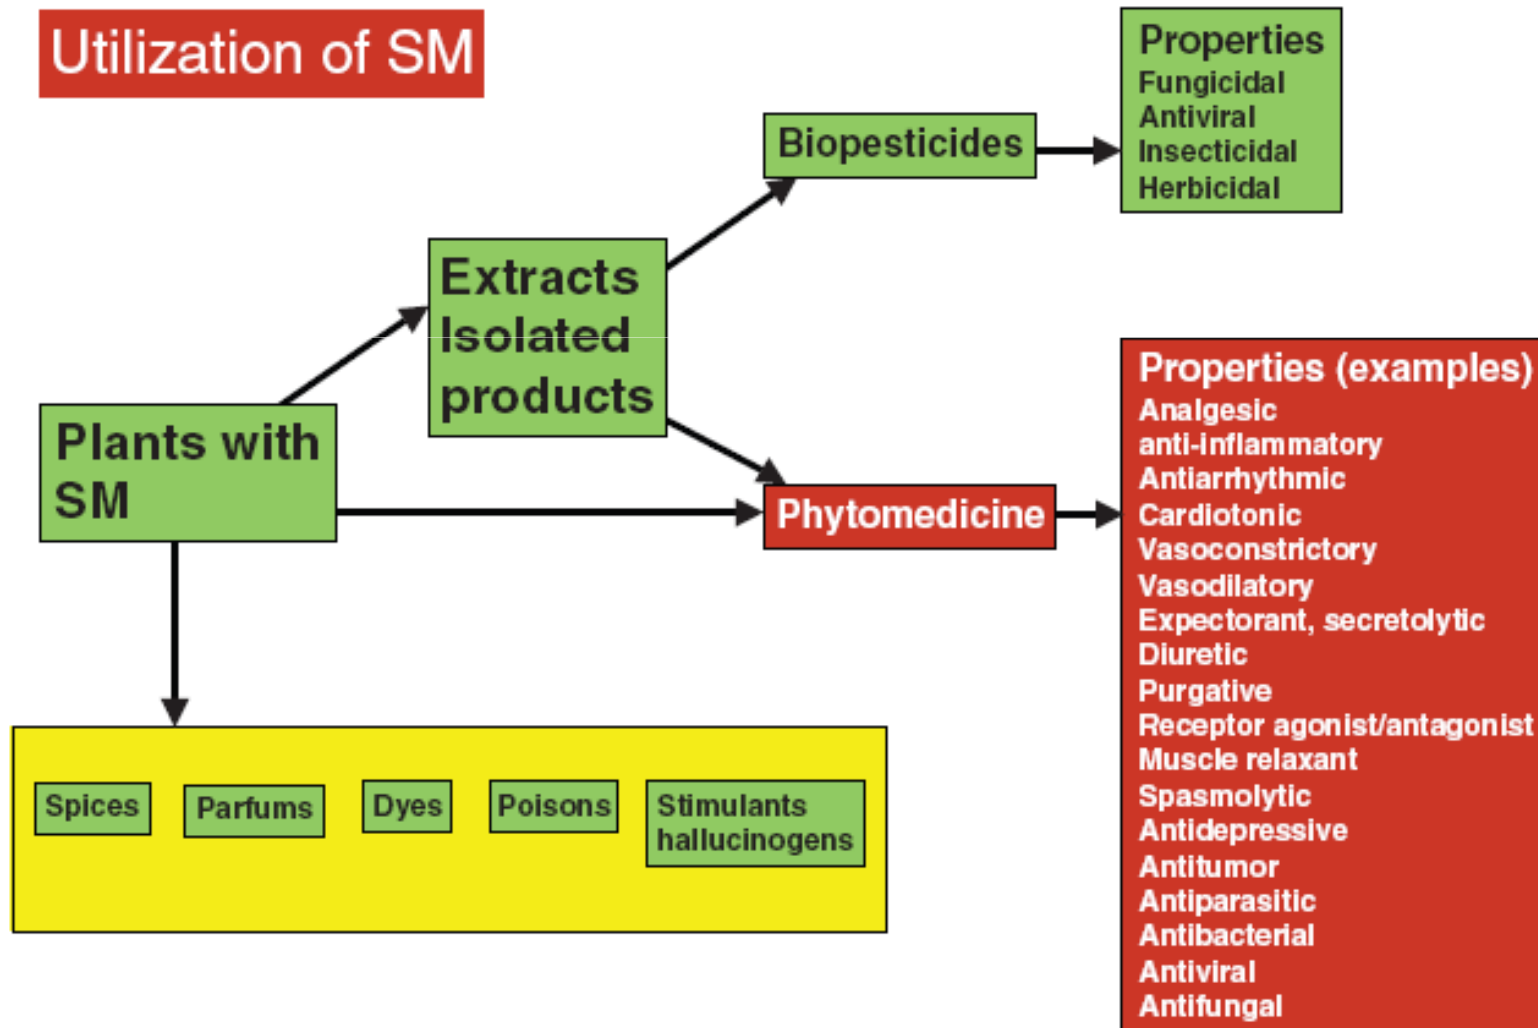 Utilization of SM
Properties
Fungicidal
Antiviral
Insecticidal
Herbicidal
Biopesticides
Extracts
Isolated
products
Plants with
SM
Phytomedicine
Properties (examples)
Analgesic
anti-inflammatory
Antiarrhythmic
Cardiotonic
Vasoconstrictory
Vasodilatory
Expectorant, secretolytic
Diuretic
Purgative
Receptor agonist/antagonist
Muscle relaxant
Spasmolytic
Antidepressive
Antitumor
Antiparasitic
Antibacterial
Antiviral
Antifungal
Spices
Parfums
Dyes
Poisons
Stimulants
hallucinogens